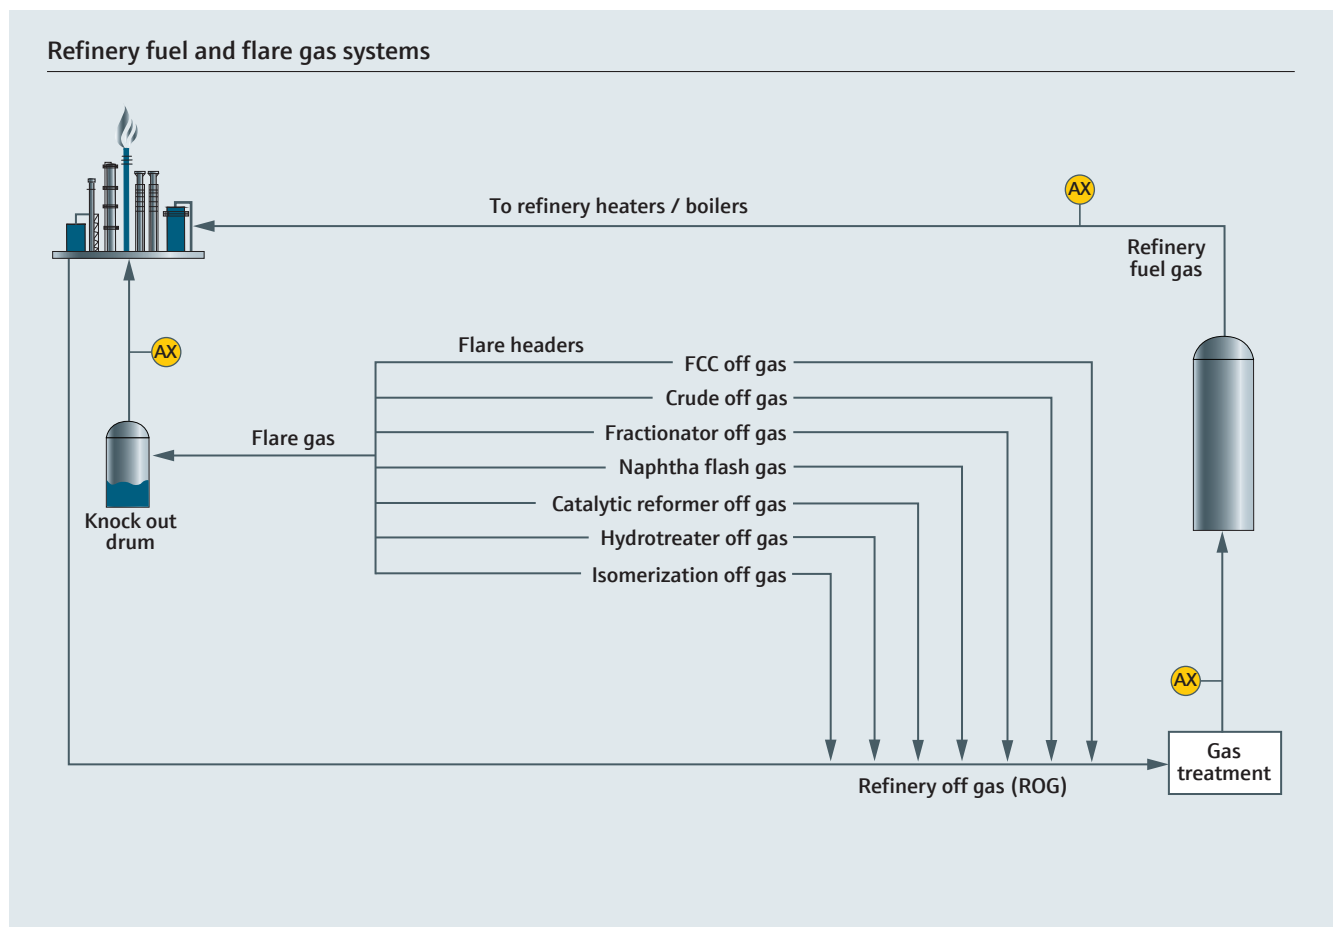 Refinery fuel and flare gas systems
AX
To refinery heaters / boilers
Refinery
fuel gas
Flare headers
AX
FCC off gas
Crude off gas
Fractionator off gas
Flare gas
Naphtha flash gas
Catalytic reformer off gas
Knock out
drum
Hydrotreater off gas
Isomerization off gas
AX
Gas
treatment
Refinery off gas (ROG)